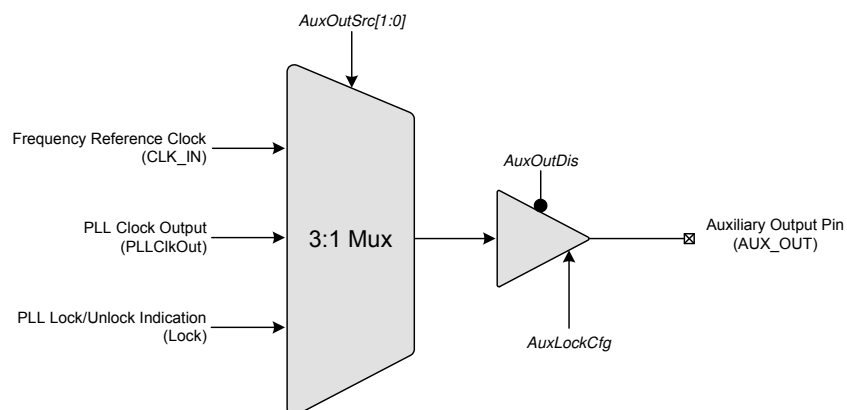 AuxOutSrc[1:0]
Frequency Reference Clock
(CLK_IN)
PLL Clock Output
(PLLClkOut)
PLL Lock/Unlock Indication
(Lock)
3:1 Mux
AuxOutDis
AuxLockCfg
Auxiliary Output Pin
(AUX_OUT)